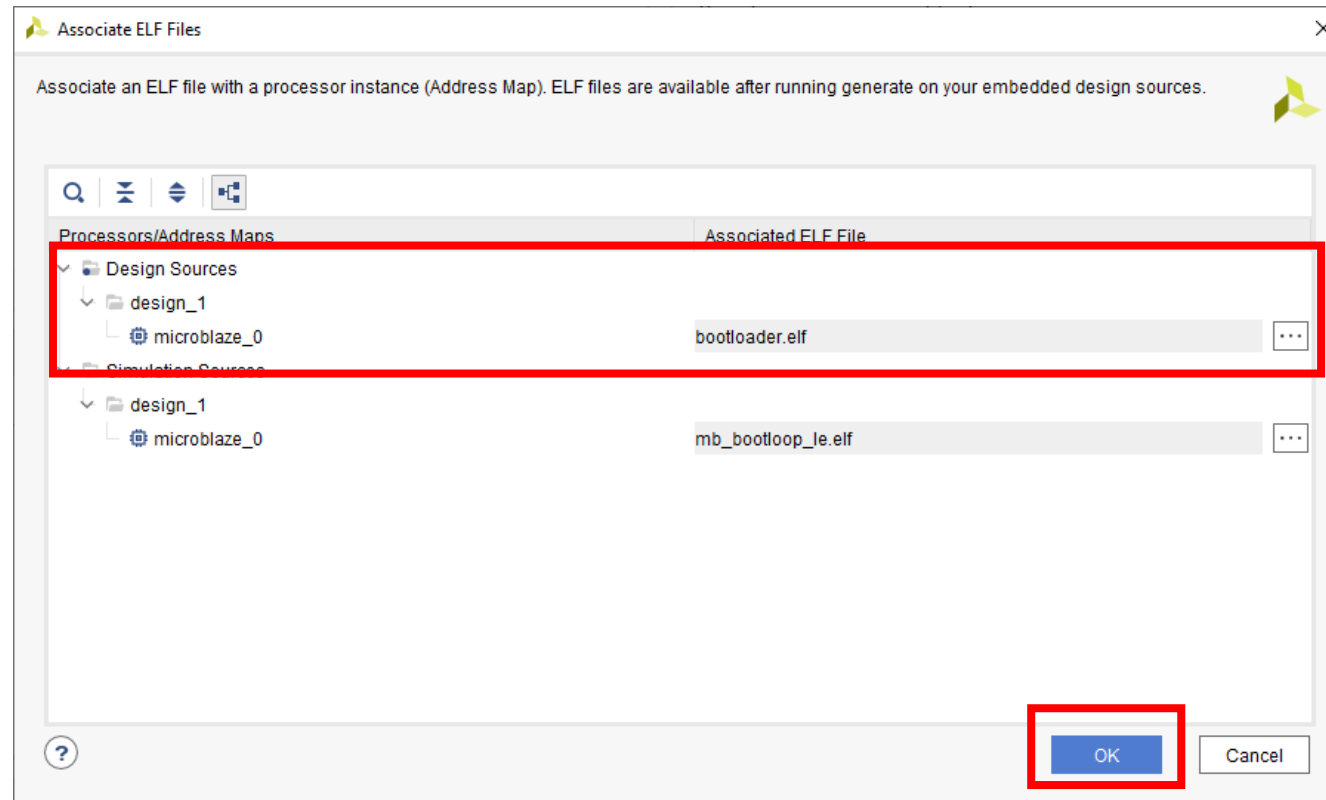 Associate ELF Files
Associate an ELF file with a processor instance (Address Map). ELF files are available after running generate on your embedded design sources.
Processors/Address Maps Associated ELF File
Design Sources
design_1
microblaze_0 bootloader.elf ...
Simulation Sources
design_1
microblaze_0 mb_bootloop_le.elf ...
? OK Cancel